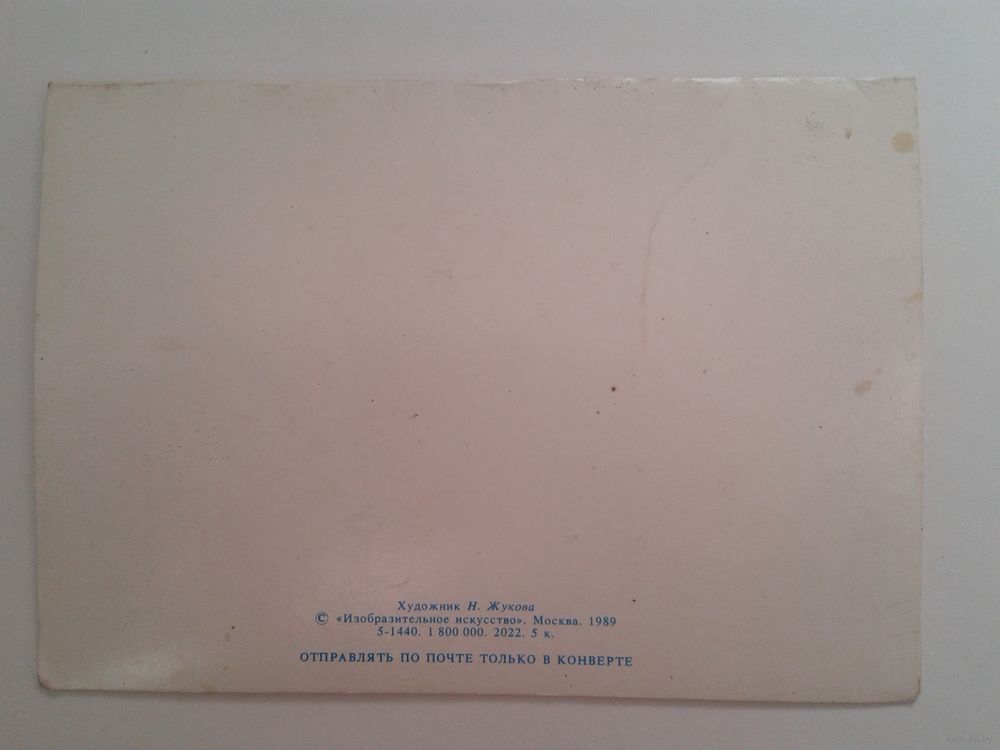 Художник Н. Жукова
© «Изобразительное искусство». Москва. 1989
5-1440. 1 800 000. 2022. 5 к.
ОТПРАВЛЯТЬ ПО ПОЧТЕ ТОЛЬКО В КОНВЕРТЕ